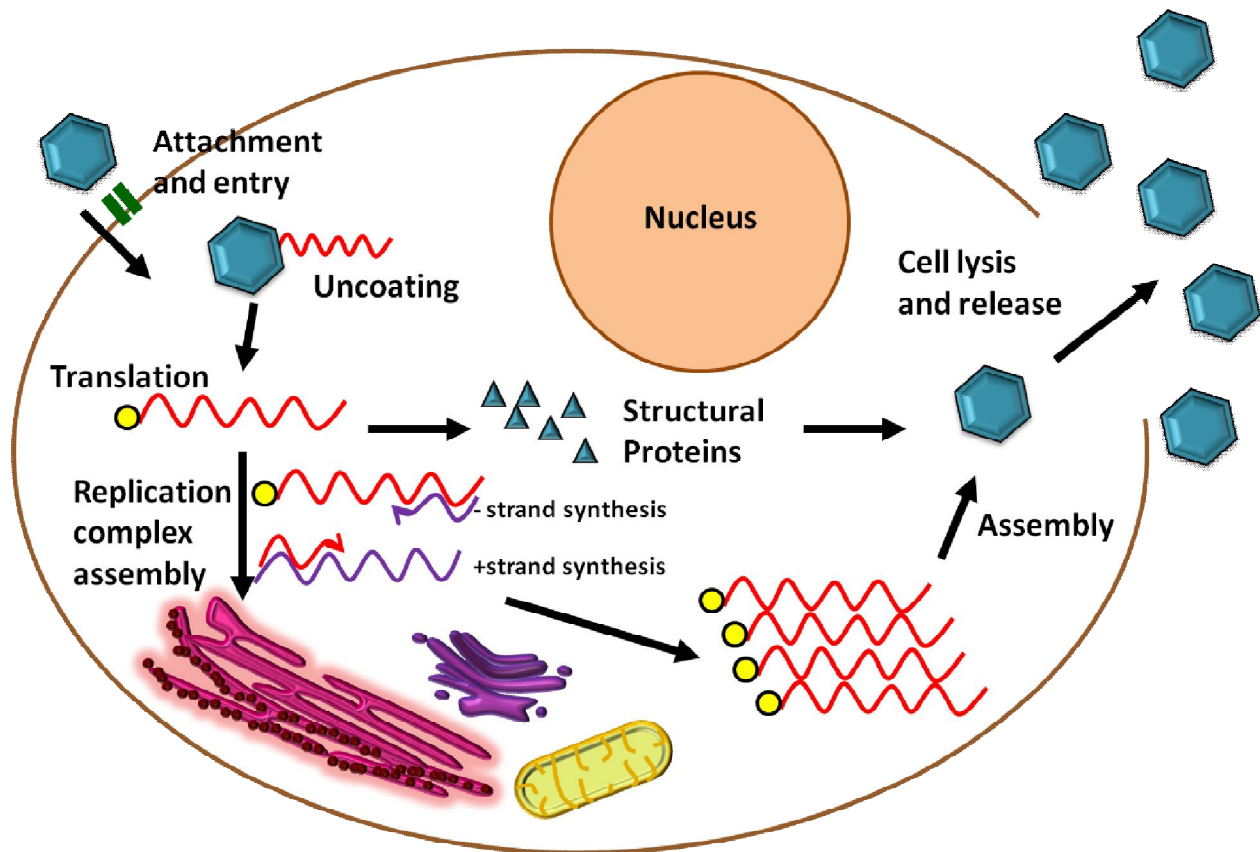 Attachment
and entry
Uncoating
Nucleus
Cell lysis
and release
Translation
Structural
Proteins
Replication
complex
assembly
- strand synthesis
+strand synthesis
Assembly